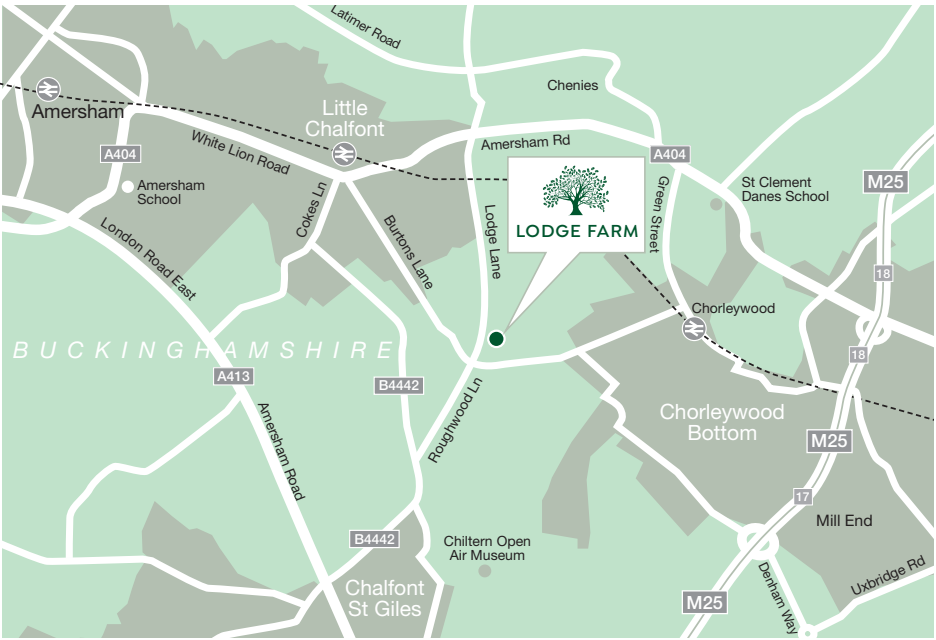 Latimer Road
Chenies
Amersham
Little
Chalfont
Amersham Rd
White Lion Road
A404
A404
M25
Amersham
School
St Clement
Danes School
Cokes Ln
Burtons Lane
Lodge Lane
LODGE FARM
Green Street
London Road East
18
Chorleywood
BUCKINGHAMSHIRE
18
A413
B4442
Roughwood Ln
Chorleywood
Bottom
Amersham Road
M25
17
Mill End
B4442
Chiltern Open
Air Museum
Chalfont
St Giles
M25
Denham Way
Uxbridge Rd